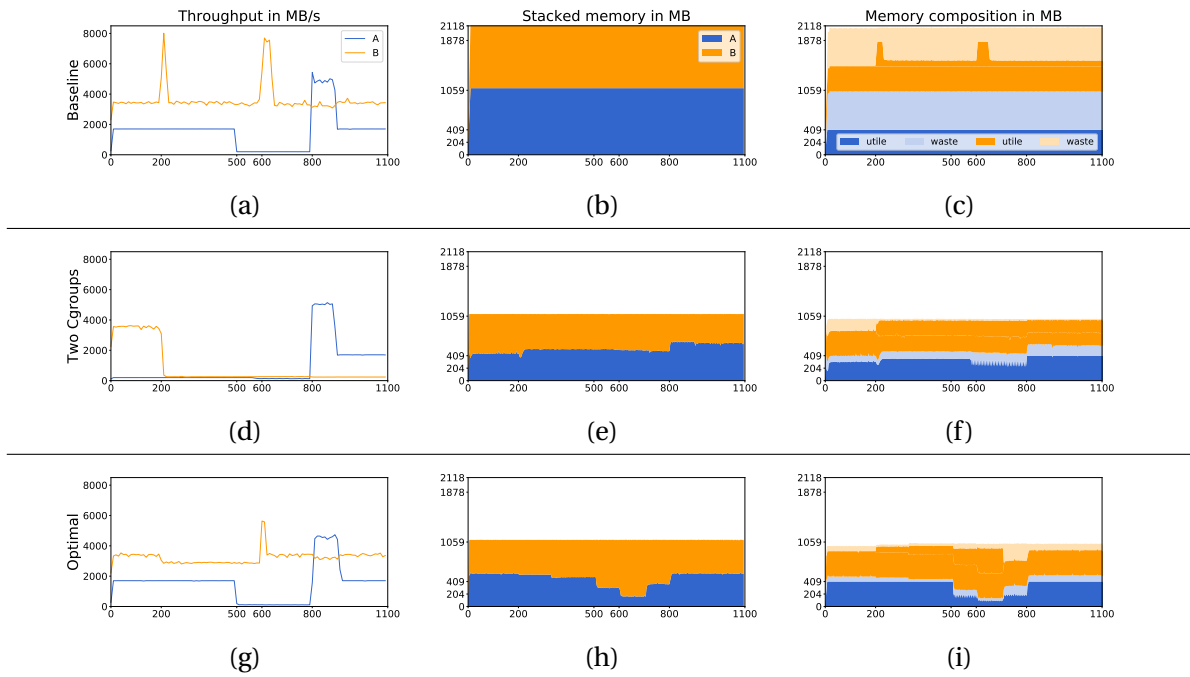 Throughput in MB/s
Stacked memory in MB
Memory composition in MB
Baseline
8000
6000
4000
2000
0
A
B
0 200 500 600 800 1100
2118
1878
1059
409
204
0
A
B
0 200 500 600 800 1100
2118
1878
1059
409
204
0
utile waste utile waste
0 200 500 600 800 1100
(a) (b) (c)
Two Cgroups
8000
6000
4000
2000
0
0 200 500 600 800 1100
2118
1878
1059
409
204
0
0 200 500 600 800 1100
2118
1878
1059
409
204
0
0 200 500 600 800 1100
(d) (e) (f)
Optimal
8000
6000
4000
2000
0
0 200 500 600 800 1100
2118
1878
1059
409
204
0
0 200 500 600 800 1100
2118
1878
1059
409
204
0
0 200 500 600 800 1100
(g) (h) (i)